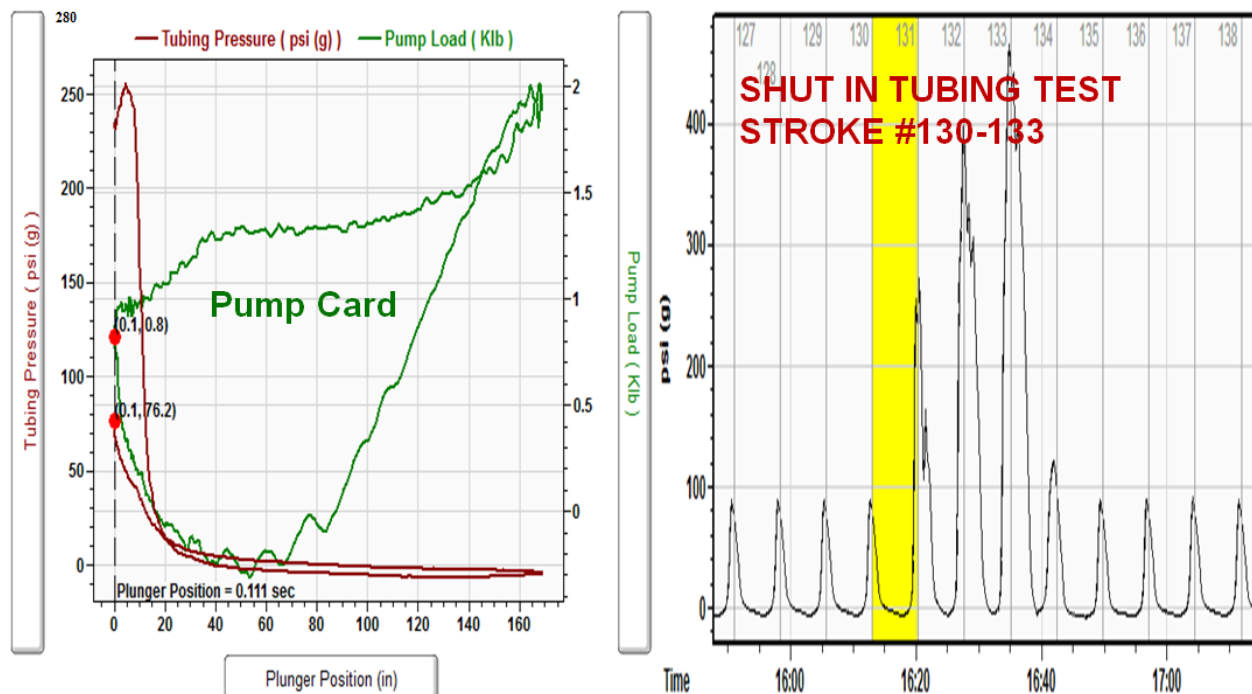 280
Tubing Pressure ( psi (g) )
Pump Load ( Klb )
250
200
150
100
50
0
2
1.5
1
0.5
0
Tubing Pressure ( psi (g) )
Pump Load ( Klb )
(0.1, 0.8)
(0.1, 76.2)
Pump Card
Plunger Position = 0.111 sec
0 20 40 60 80 100 120 140 160
Plunger Position (in)
127 128 129 130 131 132 133 134 135 136 137 138
SHUT IN TUBING TEST
STROKE #130-133
psi (g)
400
300
200
100
0
Time 16:00 16:20 16:40 17:00